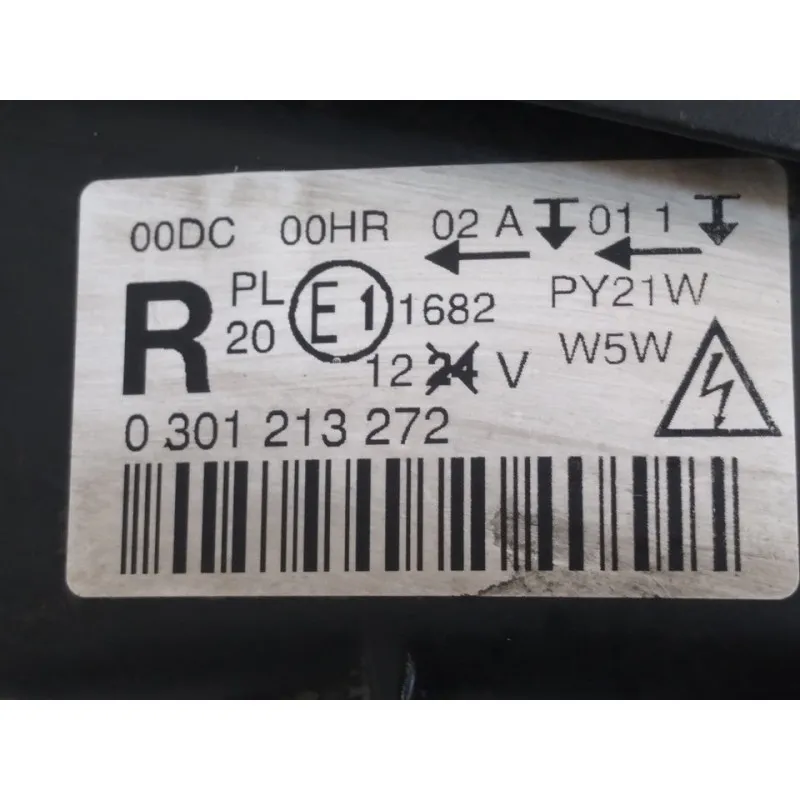 00DC 00HR 02 A 01 1
R PL 20 E1 1682 PY21W
12 24 V W5W
0 301 213 272